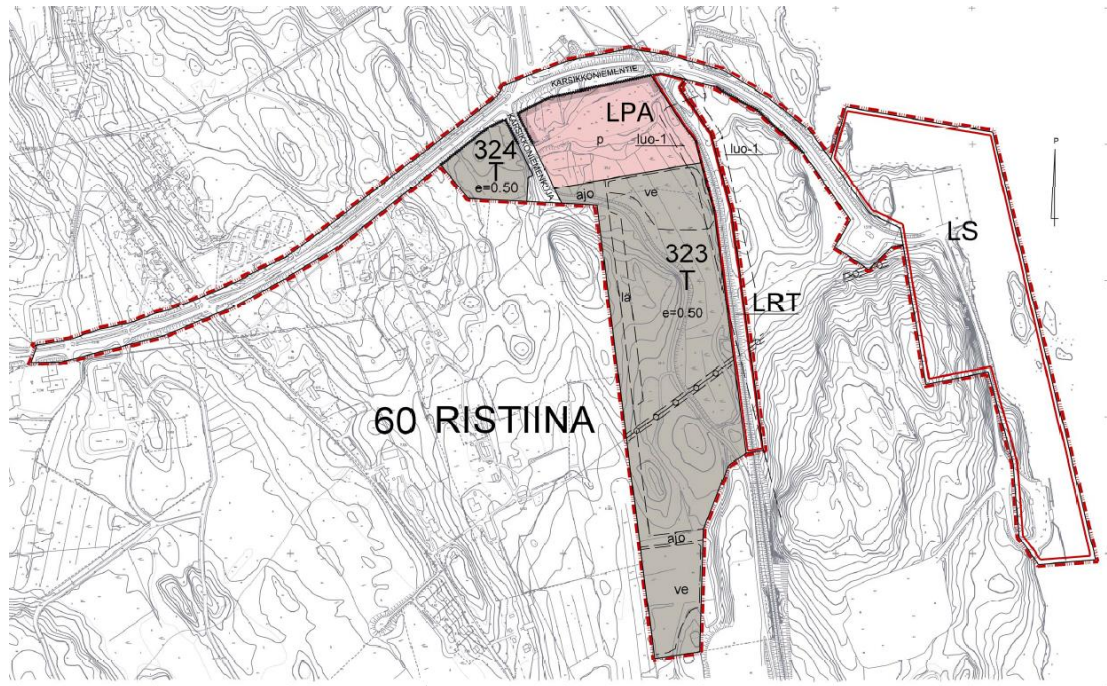 KARSIKKONIEMENTIE
LPA
P
324
T
e=0.50
KARSIKKONIEMENKUJA
p
luo-1
luo-1
ajo
ve
LS
323
T
e=0.50
la
LRT
60 RISTIINA
ajo
ve